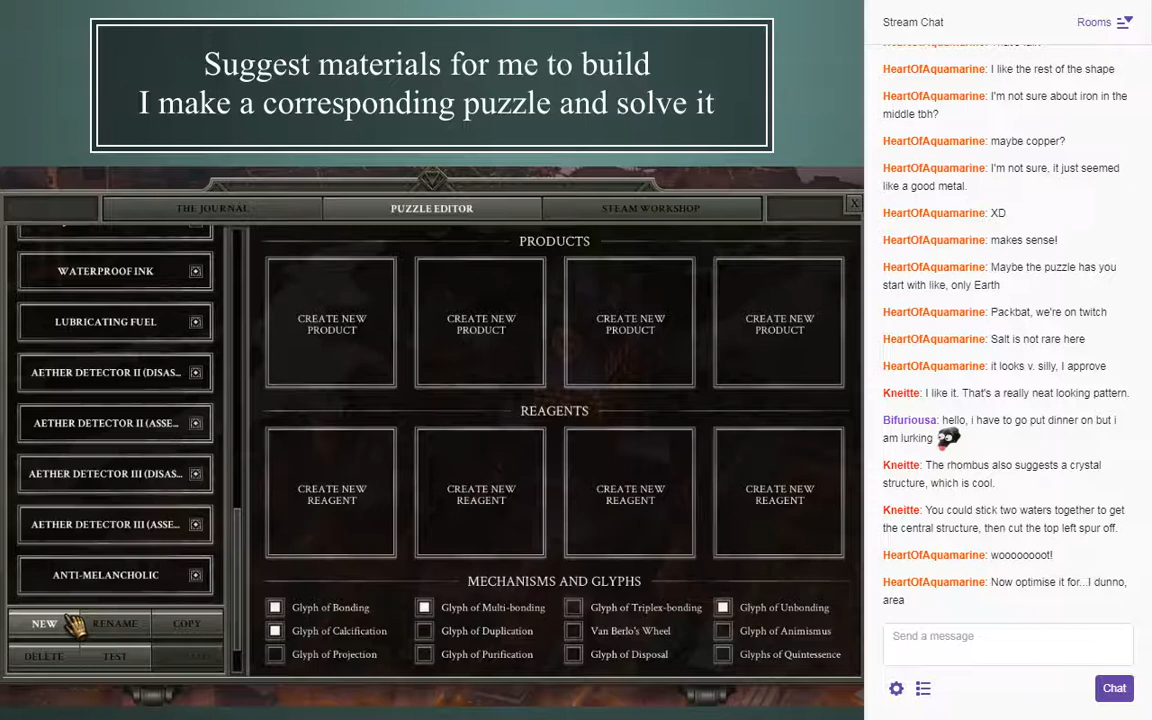 Suggest materials for me to build
I make a corresponding puzzle and solve it
THE JOURNAL
PUZZLE EDITOR
STEAM WORKSHOP
X
WATERPROOF INK
LUBRICATING FUEL
AETHER DETECTOR II (DISAS...
AETHER DETECTOR II (ASSE...
AETHER DETECTOR III (DISAS...
AETHER DETECTOR III (ASSE...
ANTI-MELANCHOLIC
NEW
RENAME
COPY
DELETE
TEST
PRODUCTS
CREATE NEW
PRODUCT
CREATE NEW
PRODUCT
CREATE NEW
PRODUCT
CREATE NEW
PRODUCT
REAGENTS
CREATE NEW
REAGENT
CREATE NEW
REAGENT
CREATE NEW
REAGENT
CREATE NEW
REAGENT
MECHANISMS AND GLYPHS
Glyph of Bonding
Glyph of Multi-bonding
Glyph of Triplex-bonding
Glyph of Unbonding
Glyph of Calcification
Glyph of Duplication
Van Berlo's Wheel
Glyph of Animismus
Glyph of Projection
Glyph of Purification
Glyph of Disposal
Glyphs of Quintessence
Stream Chat
Rooms
HeartOfAquamarine: I like the rest of the shape
HeartOfAquamarine: I'm not sure about iron in the
middle tbh?
HeartOfAquamarine: maybe copper?
HeartOfAquamarine: I'm not sure, it just seemed
like a good metal.
HeartOfAquamarine: XD
HeartOfAquamarine: makes sense!
HeartOfAquamarine: Maybe the puzzle has you
start with like, only Earth
HeartOfAquamarine: Packbat, we're on twitch
HeartOfAquamarine: Salt is not rare here
HeartOfAquamarine: it looks v. silly, I approve
Kneitte: I like it. That's a really neat looking pattern.
Bifuriousa: hello, i have to go put dinner on but i
am lurking
Kneitte: The rhombus also suggests a crystal
structure, which is cool.
Kneitte: You could stick two waters together to get
the central structure, then cut the top left spur off.
HeartOfAquamarine: woooooooot!
HeartOfAquamarine: Now optimise it for...I dunno,
area
Send a message
Chat